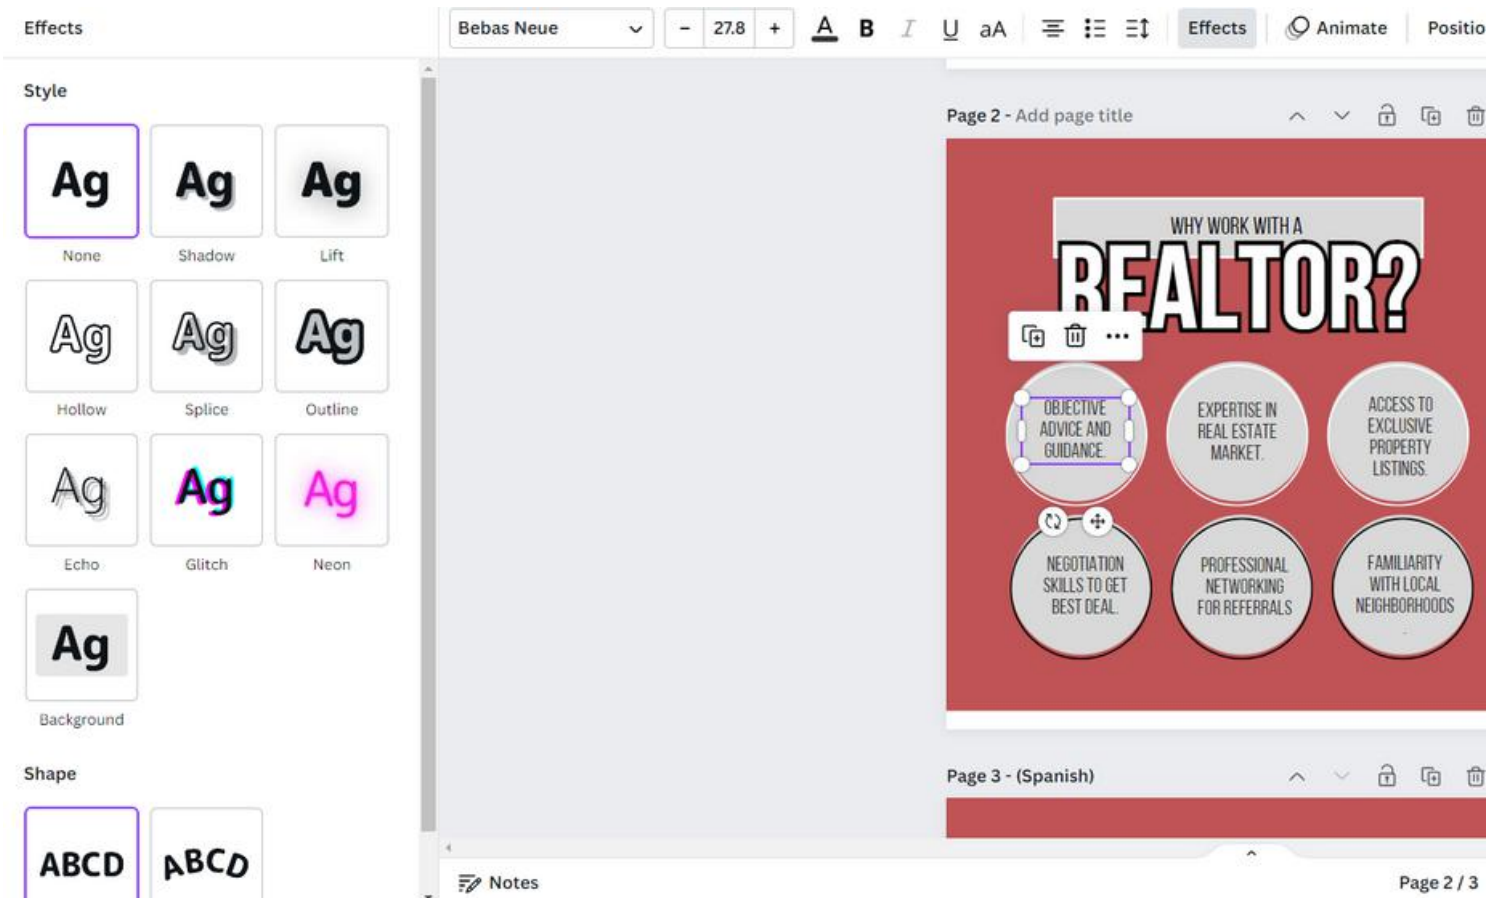 Effects
Bebas Neue
– 27.8 +
A B I U aA
Effects
Animate
Positio
Style
Ag
None
Ag
Shadow
Ag
Lift
Ag
Hollow
Ag
Splice
Ag
Outline
Ag
Echo
Ag
Glitch
Ag
Neon
Ag
Background
Shape
ABCD
ABCD
Page 2 - Add page title
WHY WORK WITH A
REALTOR?
OBJECTIVE
ADVICE AND
GUIDANCE.
EXPERTISE IN
REAL ESTATE
MARKET.
ACCESS TO
EXCLUSIVE
PROPERTY
LISTINGS.
NEGOTIATION
SKILLS TO GET
BEST DEAL.
PROFESSIONAL
NETWORKING
FOR REFERRALS
FAMILIARITY
WITH LOCAL
NEIGHBORHOODS
.
Page 3 - (Spanish)
Notes
Page 2 / 3